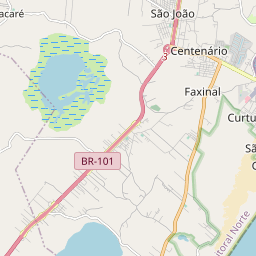 acaré
São João
Centenário
Faxinal
Curtu
BR-101
Sã
C
itoral Norte